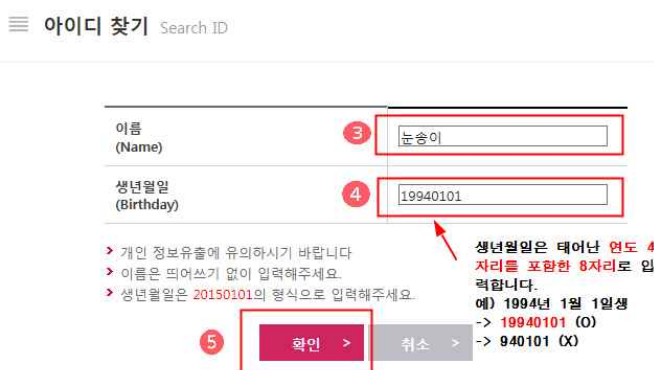 아이디 찾기 Search ID
이름
(Name)
3
눈송이
생년월일
(Birthday)
4
19940101
> 개인 정보유출에 유의하시기 바랍니다
> 이름은 띄어쓰기 없이 입력해주세요.
> 생년월일은 20150101의 형식으로 입력해주세요.
생년월일은 태어난 연도 4
자리를 포함한 8자리로 입
력합니다.
예) 1994년 1월 1일생
-> 19940101 (O)
-> 940101 (X)
5
확인 >
취소 >